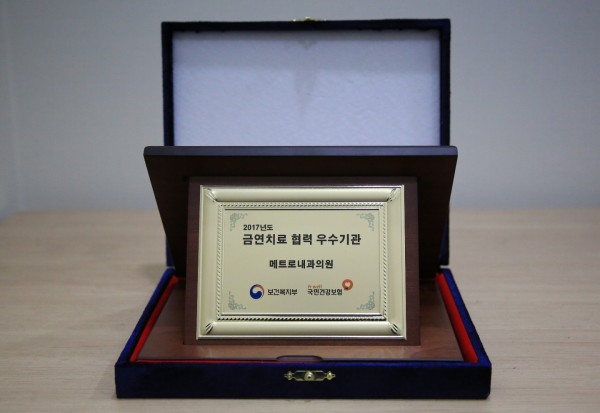 2017년도
금연치료 협력 우수기관
메트로내과의원
보건복지부
국민건강보험